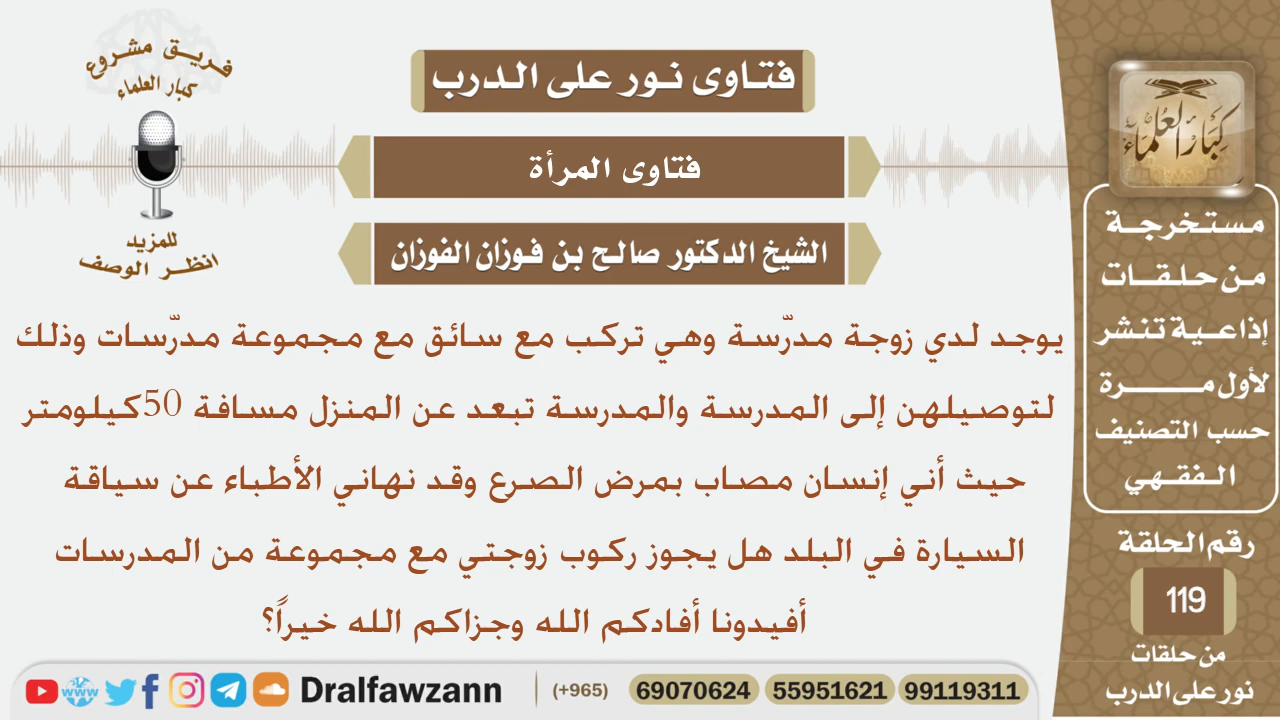 فريق مشروع
كبار العلماء
للمزيد
انظر الوصف
فتاوى نور على الدرب
فتاوى المرأة
الشيخ الدكتور صالح بن فوزان الفوزان
يوجد لدي زوجة مدرّسة وهي تركب مع سائق مع مجموعة مدرّسات وذلك
لتوصيلهن إلى المدرسة والمدرسة تبعد عن المنزل مسافة 50كيلومتر
حيث أني إنسان مصاب بمرض الصرع وقد نهاني الأطباء عن سياقة
السيارة في البلد هل يجوز ركوب زوجتي مع مجموعة من المدرسات
أفيدونا أفادكم الله وجزاكم الله خيراً؟
كبار العلماء
مستخرجة
من حلقات
إذاعية تنشر
لأول مرة
حسب التصنيف
الفقهي
رقم الحلقة
119
من حلقات
نور على الدرب
www
Dralfawzann (+965) 69070624 55951621 99119311